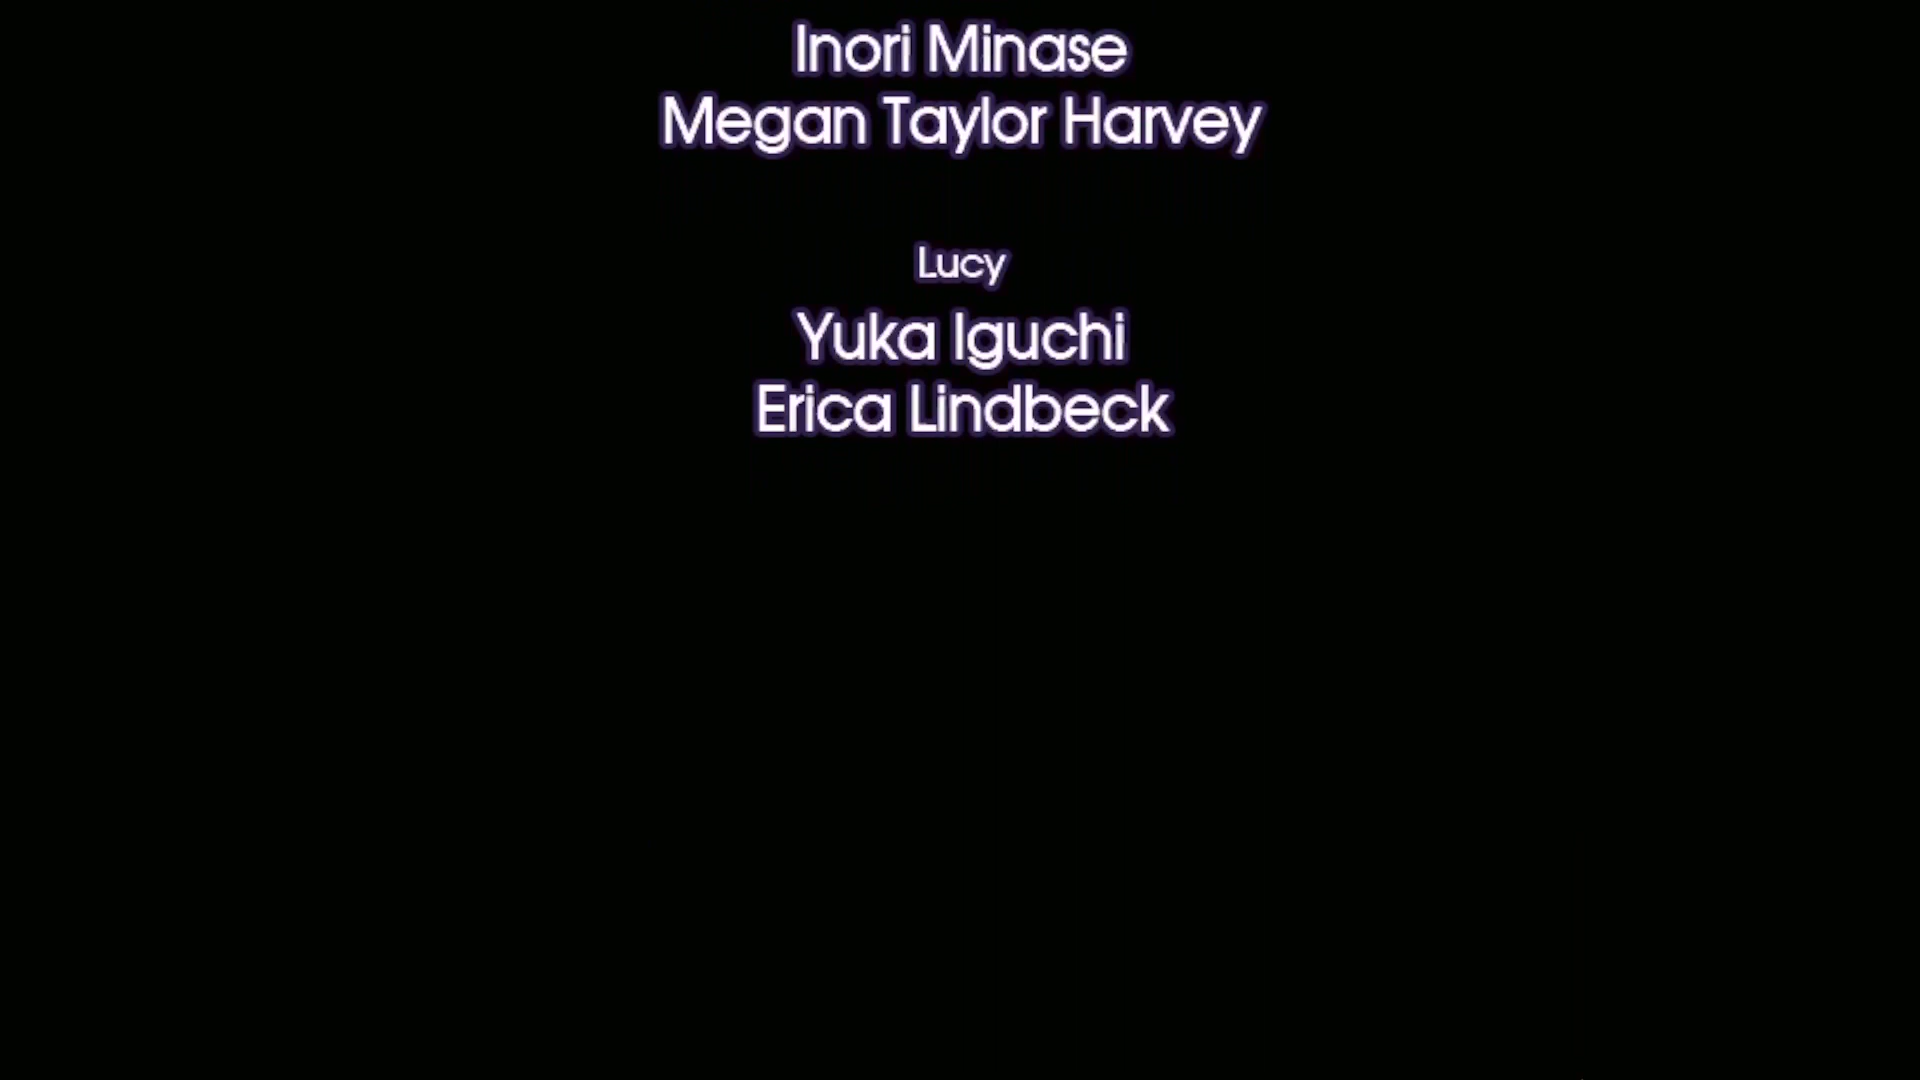 Inori Minase
Megan Taylor Harvey
Lucy
Yuka Iguchi
Erica Lindbeck